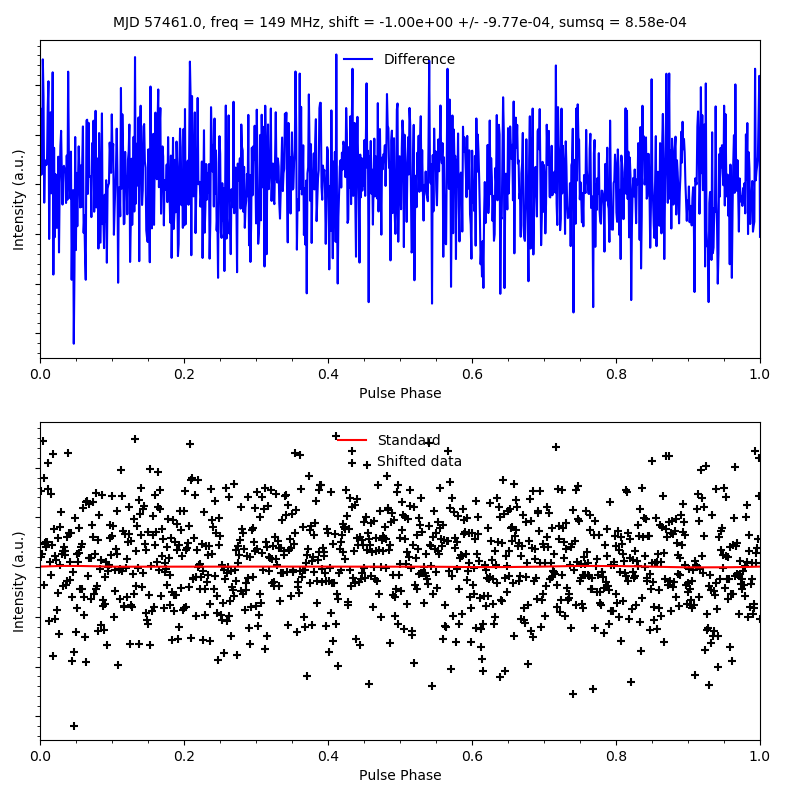 MJD 57461.0, freq = 149 MHz, shift = -1.00e+00 +/- -9.77e-04, sumsq = 8.58e-04
Difference
Intensity (a.u.)
0.0 0.2 0.4 0.6 0.8 1.0
Pulse Phase
Standard
Shifted data
Intensity (a.u.)
0.0 0.2 0.4 0.6 0.8 1.0
Pulse Phase